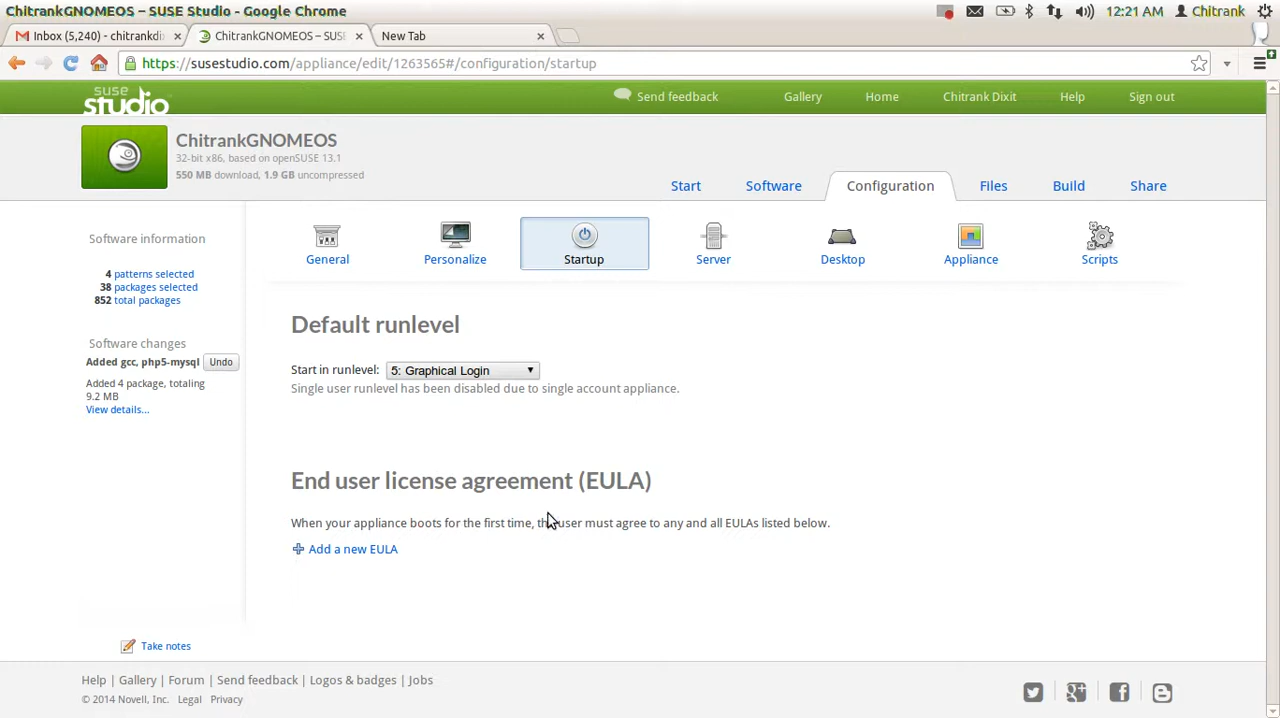 ChitrankGNOMEOS – SUSE Studio - Google Chrome
12:21 AM
Chitrank
Inbox (5,240) - chitrankdi
ChitrankGNOMEOS – SUSE
New Tab
https://susestudio.com/appliance/edit/1263565#/configuration/startup
suse studio
Send feedback
Gallery
Home
Chitrank Dixit
Help
Sign out
ChitrankGNOMEOS
32-bit x86, based on openSUSE 13.1
550 MB download, 1.9 GB uncompressed
Start
Software
Configuration
Files
Build
Share
General
Personalize
Startup
Server
Desktop
Appliance
Scripts
Software information
4 patterns selected
38 packages selected
852 total packages
Software changes
Added gcc, php5-mysql
Undo
Added 4 package, totaling
9.2 MB
View details...
Default runlevel
Start in runlevel: 5: Graphical Login
Single user runlevel has been disabled due to single account appliance.
End user license agreement (EULA)
When your appliance boots for the first time, the user must agree to any and all EULAs listed below.
Add a new EULA
Take notes
Help | Gallery | Forum | Send feedback | Logos & badges | Jobs
© 2014 Novell, Inc. Legal Privacy